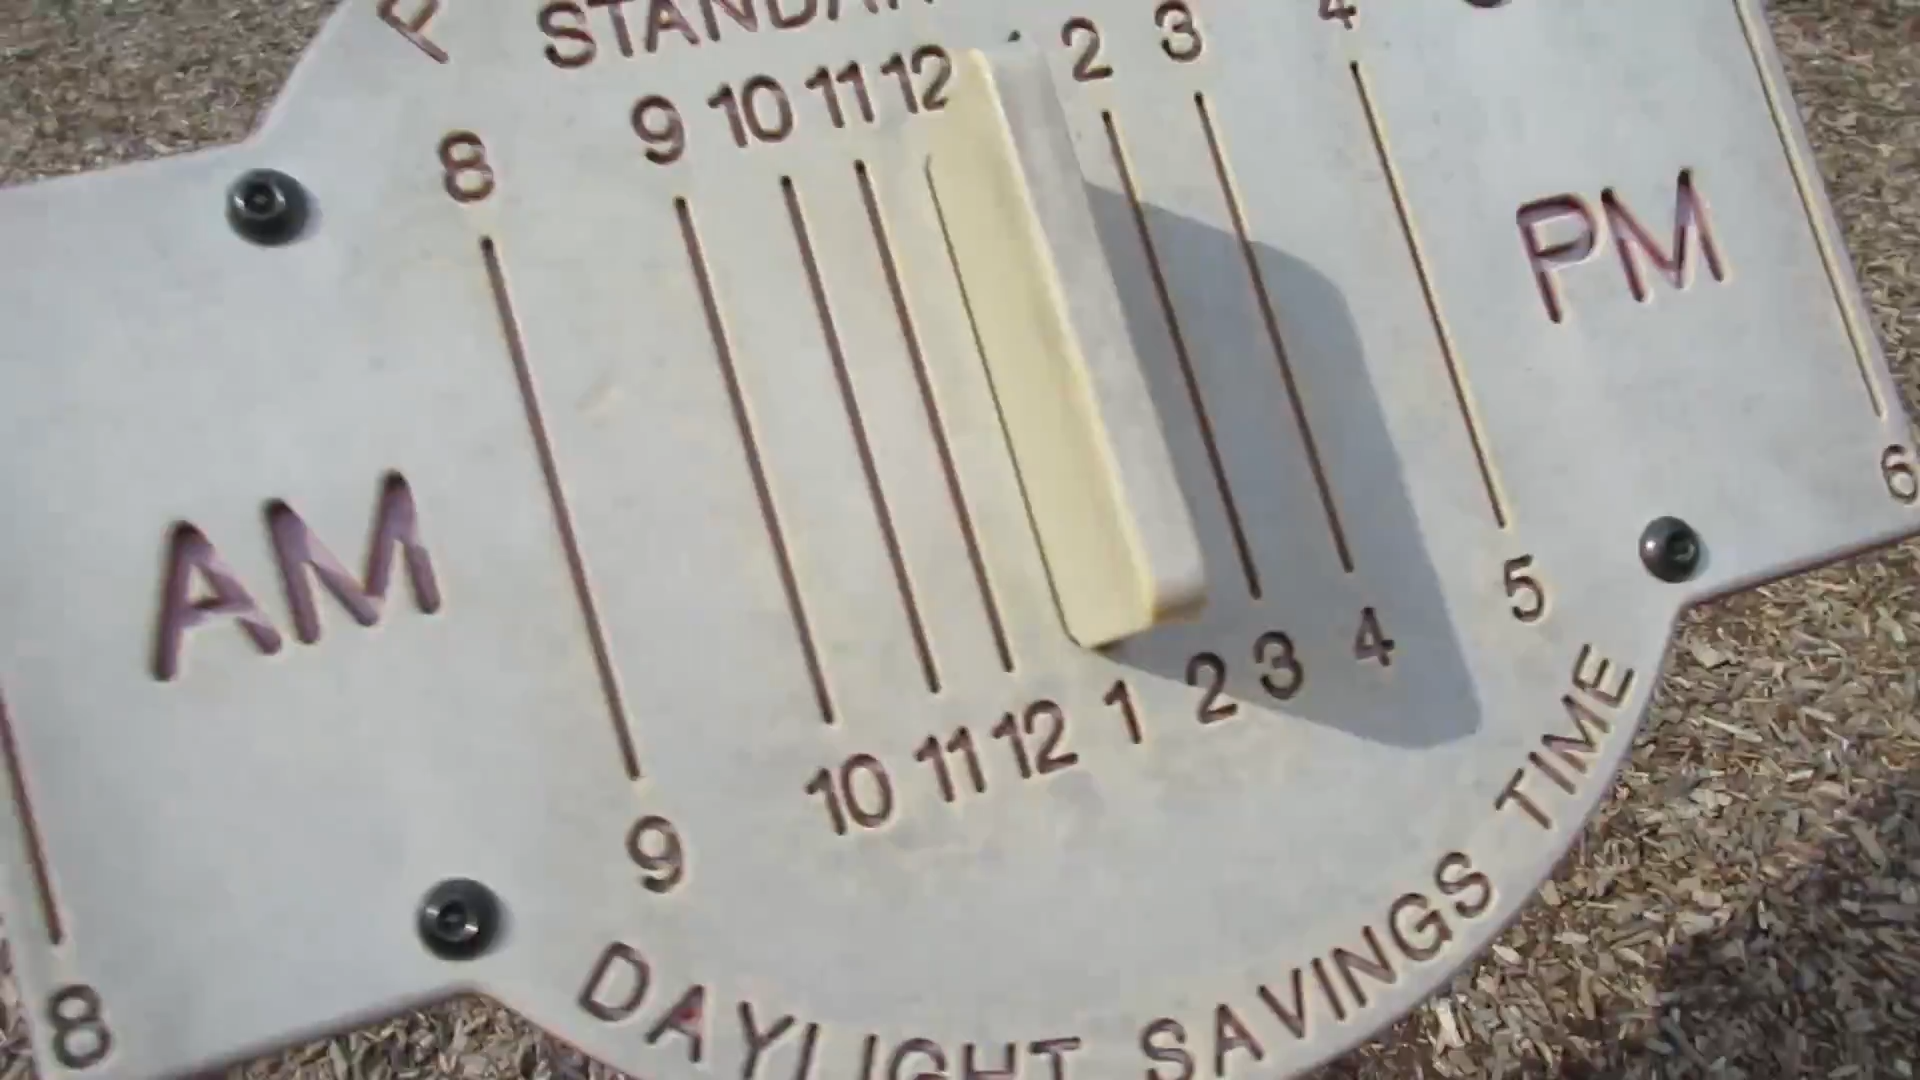 STANDAR
8 9 10 11 12 2 3 4
AM
PM
9 10 11 12 1 2 3 4 5
8
6
DAYLIGHT SAVINGS TIME